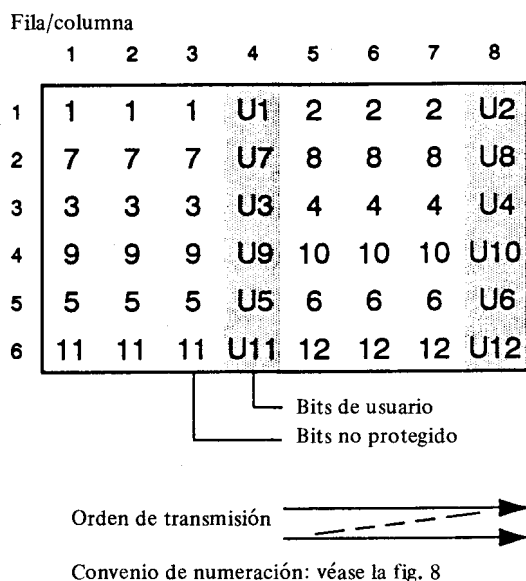 Fila/columna
1 2 3 4 5 6 7 8
1 1 1 1 U1 2 2 2 U2
2 7 7 7 U7 8 8 8 U8
3 3 3 3 U3 4 4 4 U4
4 9 9 9 U9 10 10 10 U10
5 5 5 5 U5 6 6 6 U6
6 11 11 11 U11 12 12 12 U12
Bits de usuario
Bits no protegido
Orden de transmisión
Convenio de numeración: véase la fig. 8